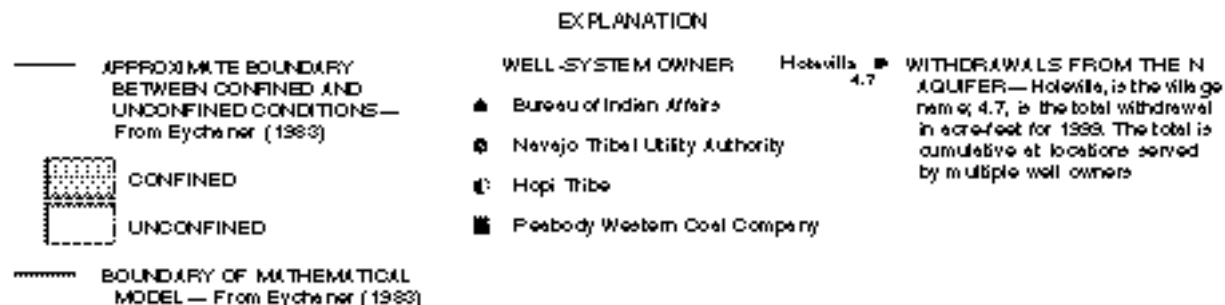 EXPLANATION
APPROXIMATE BOUNDARY
BETWEEN CONFINED AND
UNCONFINED CONDITIONS—
From Eychaner (1983)
CONFINED
UNCONFINED
BOUNDARY OF MATHEMATICAL
MODEL — From Eychaner (1983)
WELL-SYSTEM OWNER
Bureau of Indian Affairs
Navajo Tribal Utility Authority
Hopi Tribe
Peabody Western Coal Company
Hotevilla
4.7
WITHDRAWALS FROM THE N
AQUIFER— Hotevilla, is the village
name; 4.7, is the total withdrawal
in acre-feet for 1999. The total is
cumulative at locations served
by multiple well owners